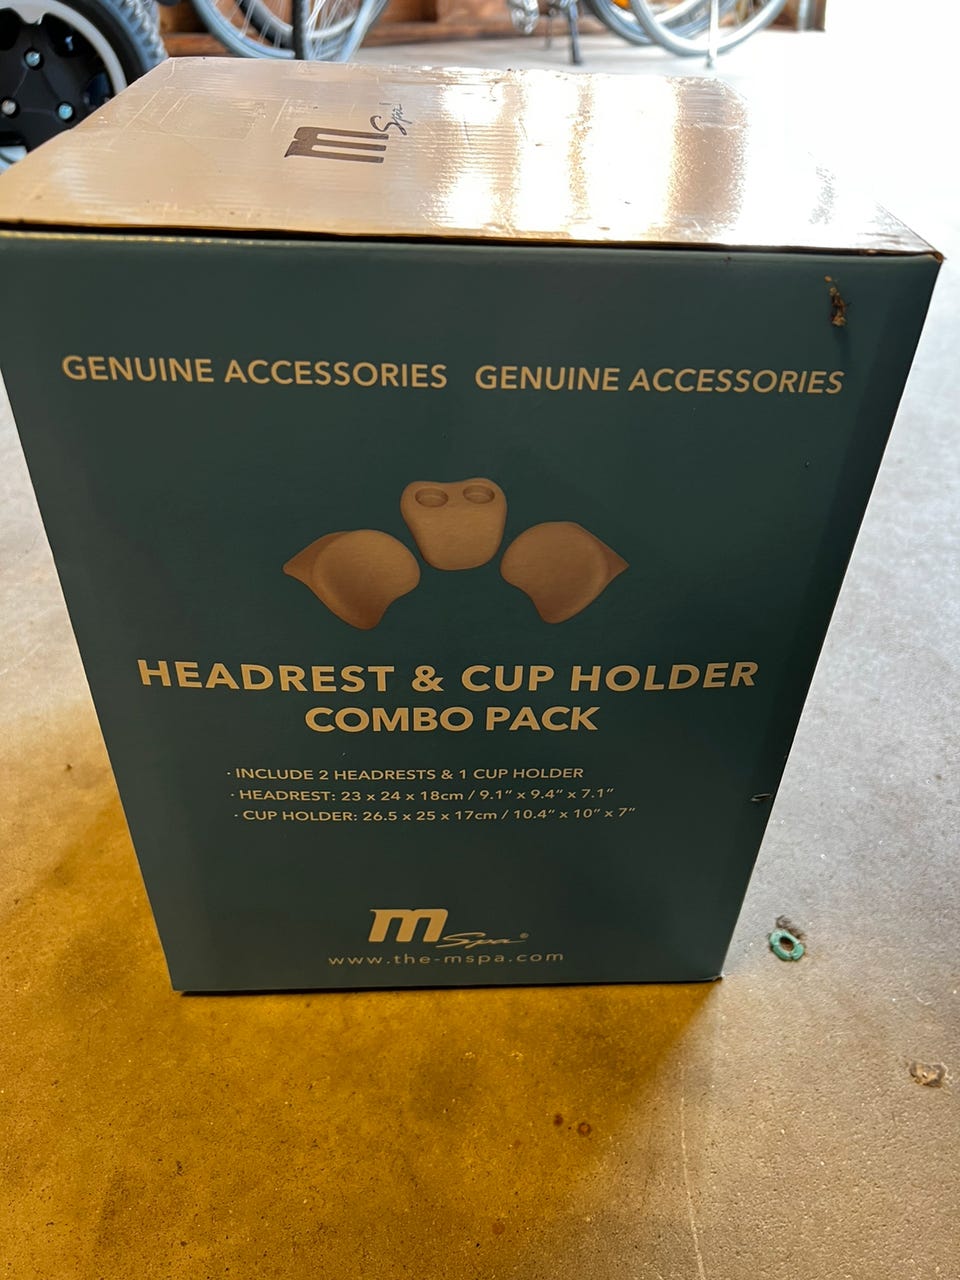 m Spa
GENUINE ACCESSORIES GENUINE ACCESSORIES
HEADREST & CUP HOLDER
COMBO PACK
· INCLUDE 2 HEADRESTS & 1 CUP HOLDER
· HEADREST: 23 x 24 x 18cm / 9.1” x 9.4” x 7.1”
· CUP HOLDER: 26.5 x 25 x 17cm / 10.4” x 10” x 7”
m Spa®
www.the-mspa.com